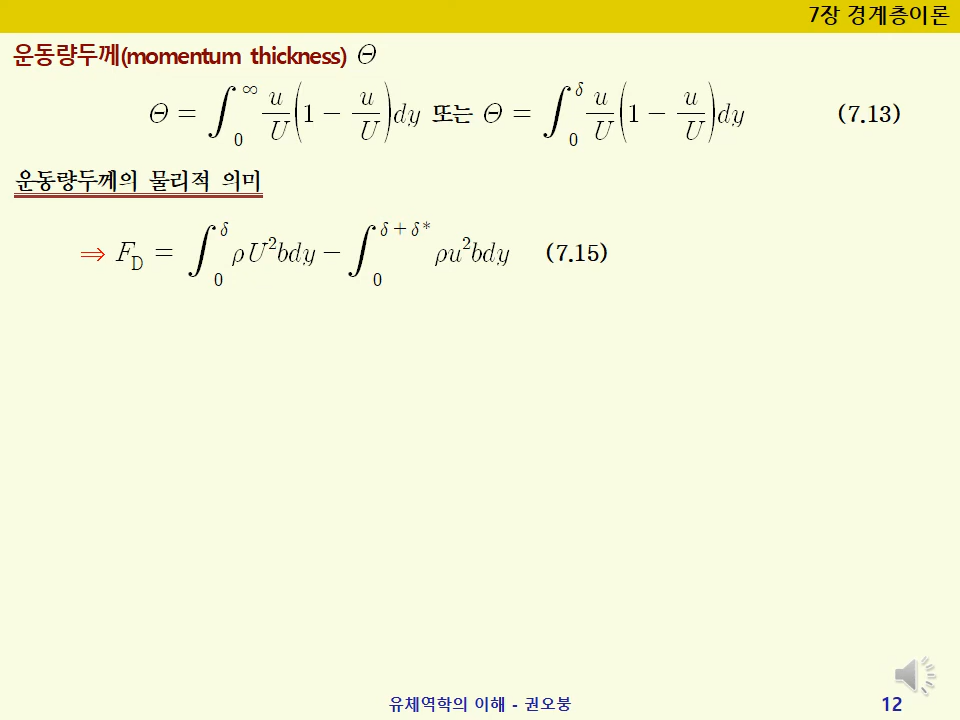 7장 경계층이론
운동량두께(momentum thickness) Θ
Θ = ∫₀^∞ u/U (1 − u/U) dy 또는 Θ = ∫₀^δ u/U (1 − u/U) dy (7.13)
운동량두께의 물리적 의미
⇒ F_D = ∫₀^δ ρU²bdy − ∫₀^(δ+δ*) ρu²bdy (7.15)
유체역학의 이해 - 권오붕 12